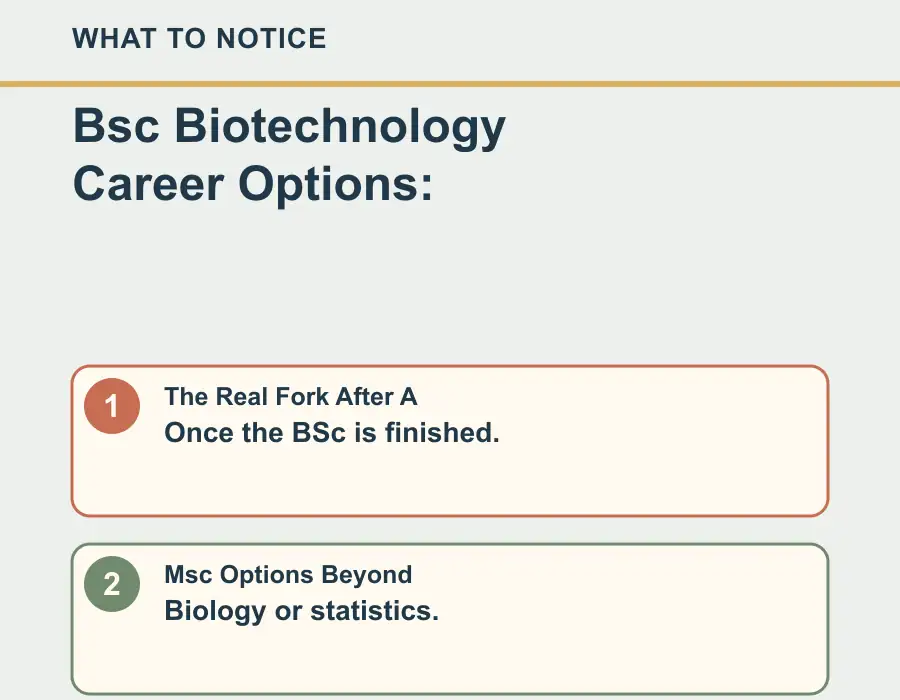 WHAT TO NOTICE
Bsc Biotechnology
Career Options:
1
The Real Fork After A
Once the BSc is finished.
2
Msc Options Beyond
Biology or statistics.